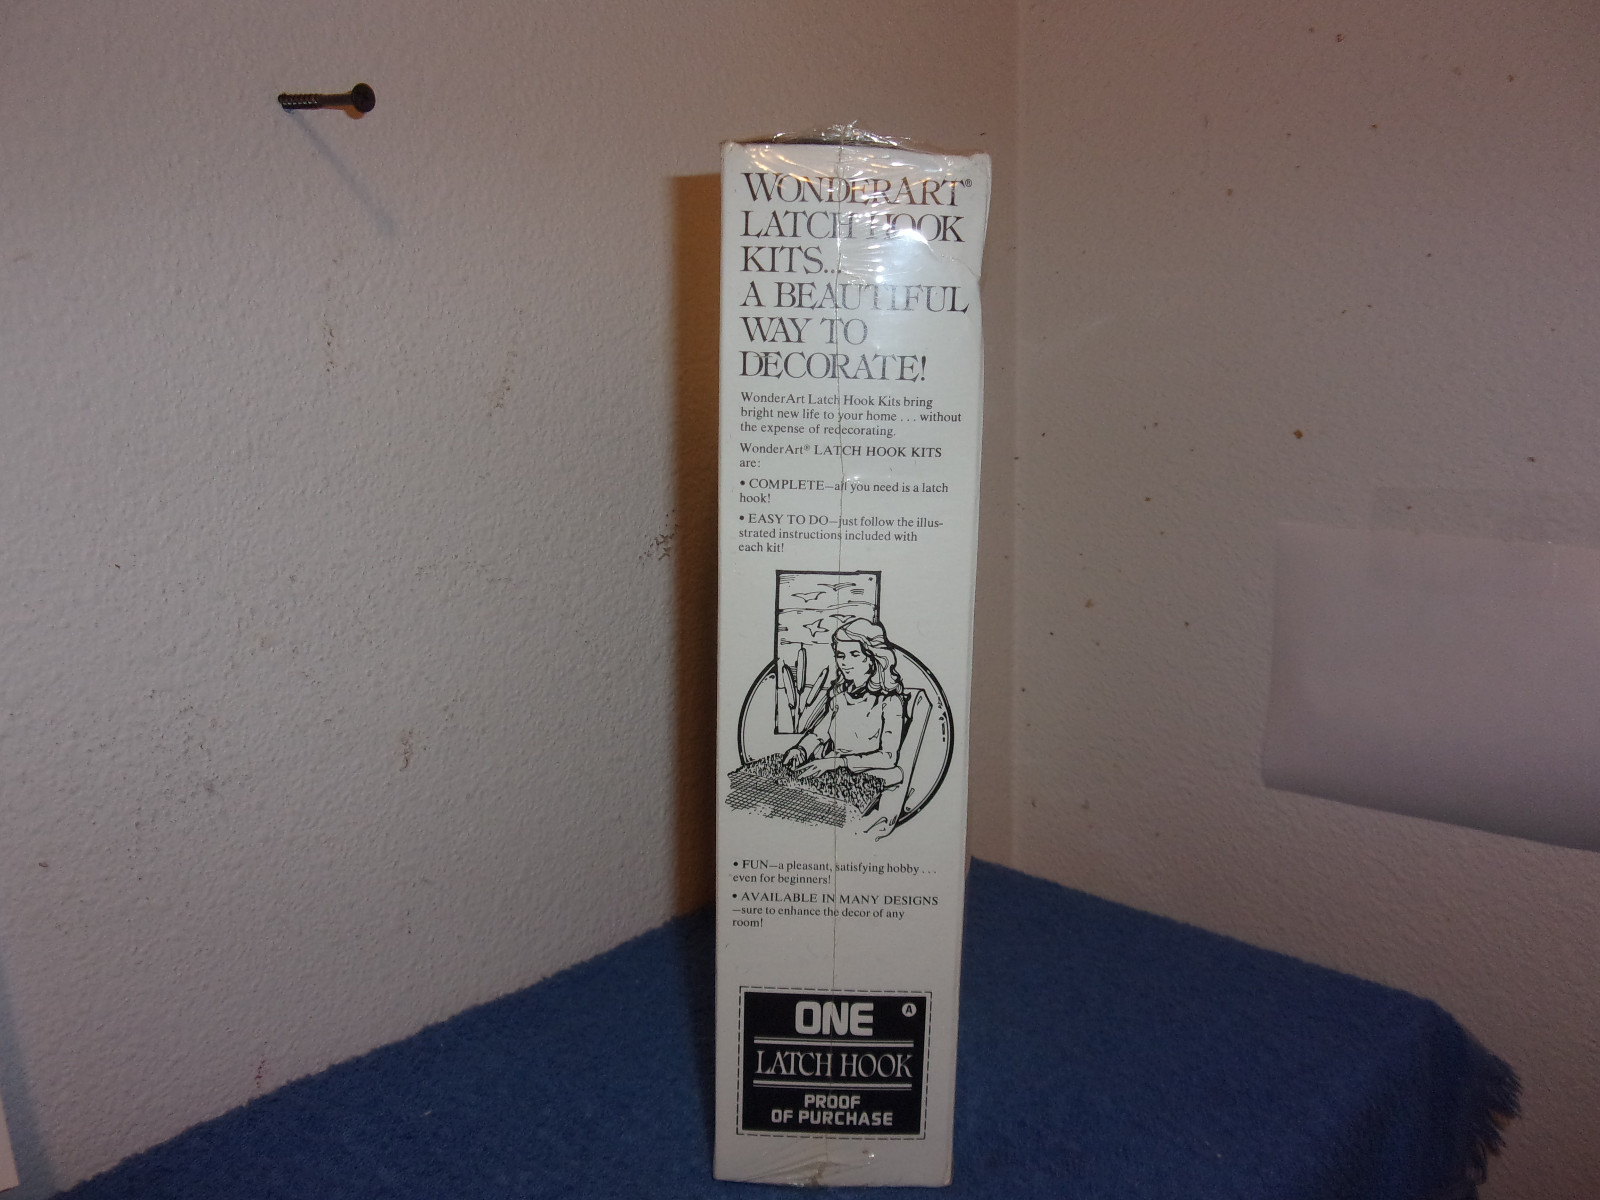 WONDERART®
LATCH HOOK
KITS...
A BEAUTIFUL
WAY TO
DECORATE!
WonderArt Latch Hook Kits bring
bright new life to your home . . . without
the expense of redecorating.
WonderArt® LATCH HOOK KITS
are:
• COMPLETE—all you need is a latch
hook!
• EASY TO DO—just follow the illus-
strated instructions included with
each kit!
• FUN—a pleasant, satisfying hobby . . .
even for beginners!
• AVAILABLE IN MANY DESIGNS
—sure to enhance the decor of any
room!
ONE A
LATCH HOOK
PROOF
OF PURCHASE